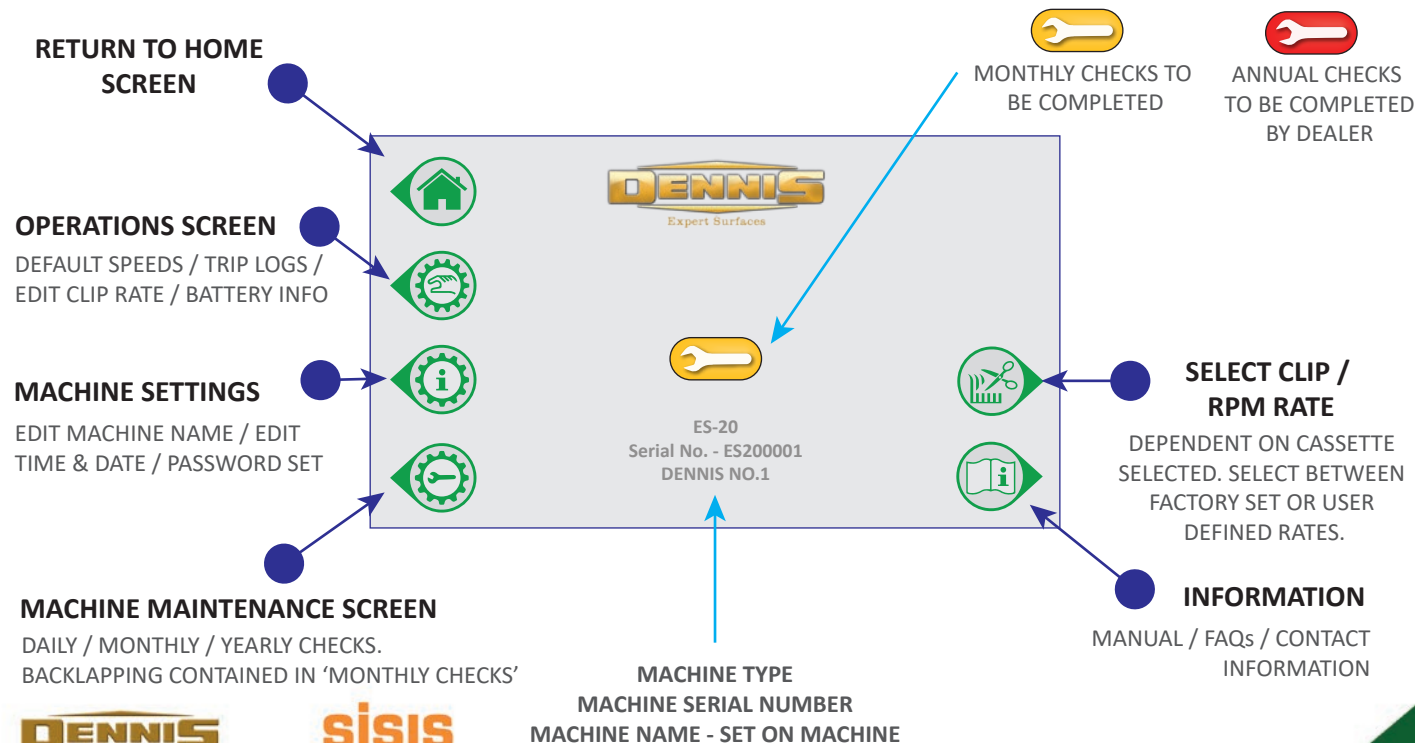 RETURN TO HOME
SCREEN
MONTHLY CHECKS TO
BE COMPLETED
ANNUAL CHECKS
TO BE COMPLETED
BY DEALER
DENNIS
Expert Surfaces
OPERATIONS SCREEN
DEFAULT SPEEDS / TRIP LOGS /
EDIT CLIP RATE / BATTERY INFO
MACHINE SETTINGS
EDIT MACHINE NAME / EDIT
TIME & DATE / PASSWORD SET
i
ES-20
Serial No. - ES200001
DENNIS NO.1
SELECT CLIP /
RPM RATE
DEPENDENT ON CASSETTE
SELECTED. SELECT BETWEEN
FACTORY SET OR USER
DEFINED RATES.
i
MACHINE MAINTENANCE SCREEN
DAILY / MONTHLY / YEARLY CHECKS.
BACKLAPPING CONTAINED IN ‘MONTHLY CHECKS’
MACHINE TYPE
MACHINE SERIAL NUMBER
MACHINE NAME - SET ON MACHINE
INFORMATION
MANUAL / FAQs / CONTACT
INFORMATION
DENNIS
sisis